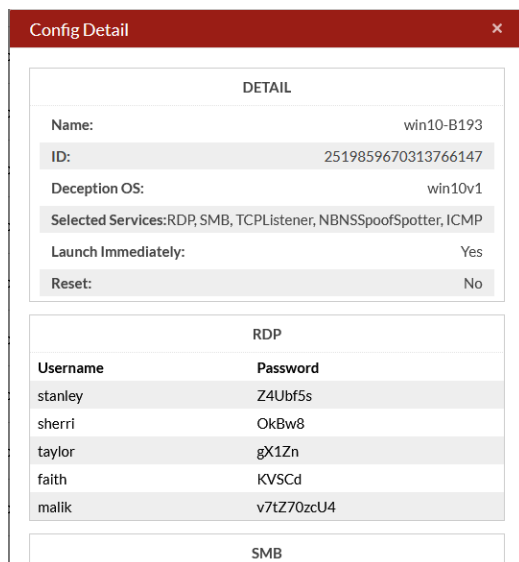 Config Detail ×
DETAIL
Name: win10-B193
ID: 2519859670313766147
Deception OS: win10v1
Selected Services:RDP, SMB, TCPListener, NBNSSpoofSpotter, ICMP
Launch Immediately: Yes
Reset: No
RDP
Username Password
stanley Z4Ubf5s
sherri OkBw8
taylor gX1Zn
faith KVSCd
malik v7tZ70zcU4
SMB